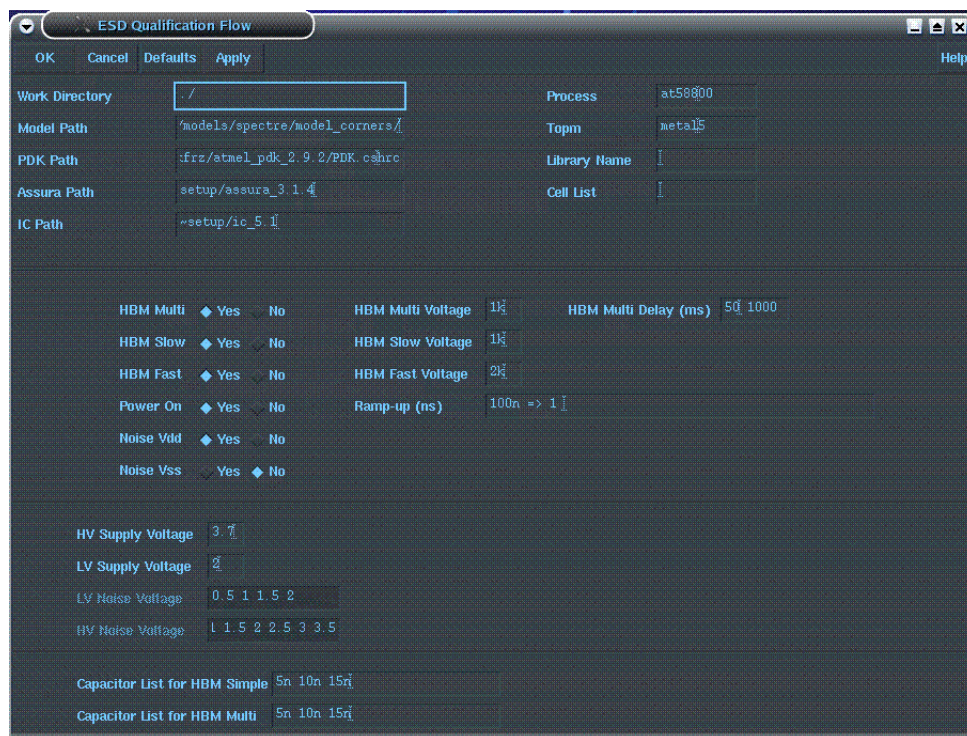 ESD Qualification Flow
OK Cancel Defaults Apply Help
Work Directory ./ Process at58800
Model Path /models/spectre/model_corners/ Topm metal5
PDK Path :frz/atmel_pdk_2.9.2/PDK.cshrc Library Name
Assura Path setup/assura_3.1.4 Cell List
IC Path ~setup/ic_5.1
HBM Multi Yes No HBM Multi Voltage 1k HBM Multi Delay (ms) 50 1000
HBM Slow Yes No HBM Slow Voltage 1k
HBM Fast Yes No HBM Fast Voltage 2k
Power On Yes No Ramp-up (ns) 100n => 1
Noise Vdd Yes No
Noise Vss Yes No
HV Supply Voltage 3.7
LV Supply Voltage 2
LV Noise Voltage 0.5 1 1.5 2
HV Noise Voltage 1 1.5 2 2.5 3 3.5
Capacitor List for HBM Simple 5n 10n 15n
Capacitor List for HBM Multi 5n 10n 15n